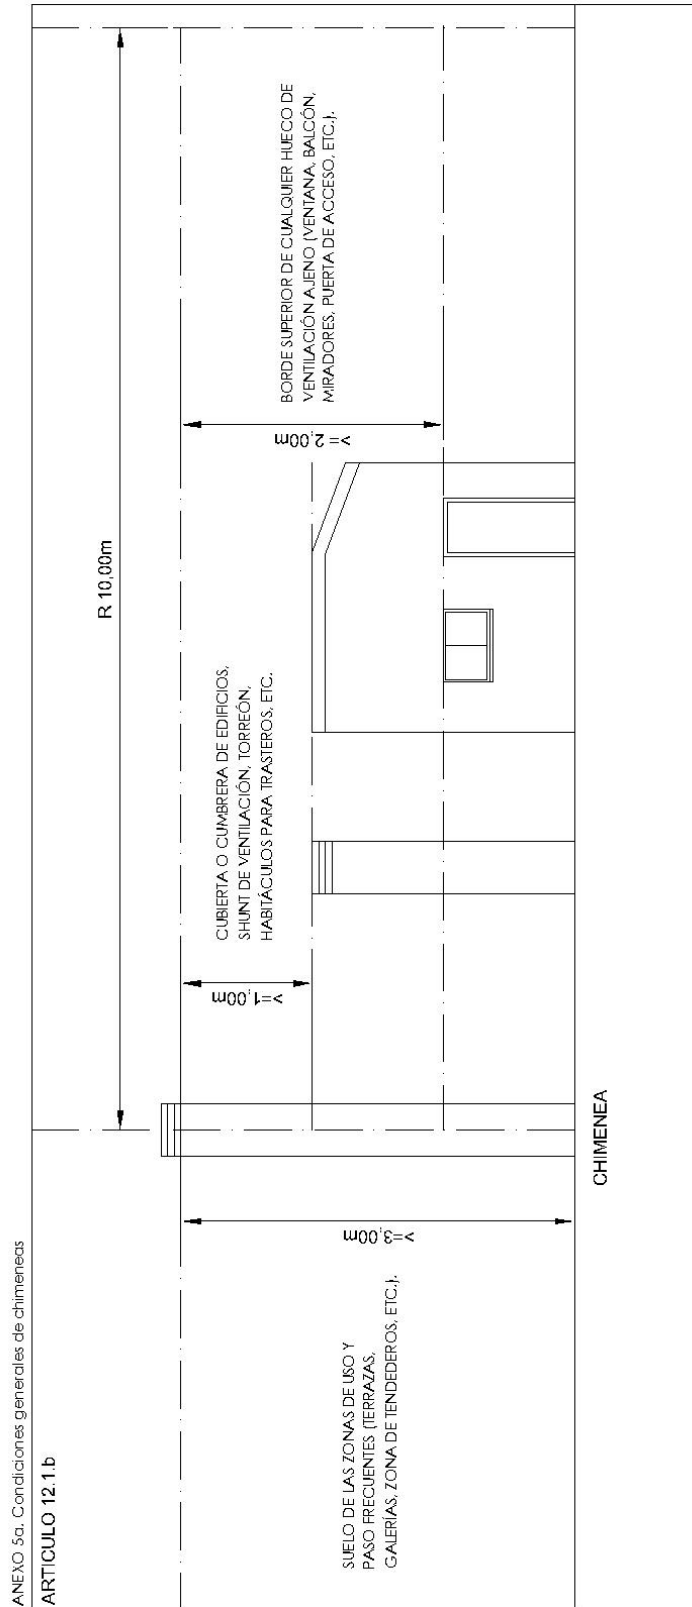 ANEXO 5a. Condiciones generales de chimeneas
ARTICULO 12.1.b
R 10,00m
SUELO DE LAS ZONAS DE USO Y
PASO FRECUENTES (TERRAZAS,
GALERÍAS, ZONA DE TENDEDEROS, ETC.).
>=3,00m
CHIMENEA
>=1,00m
CUBIERTA O CUMBRERA DE EDIFICIOS,
SHUNT DE VENTILACIÓN, TORREÓN,
HABITÁCULOS PARA TRASTEROS, ETC.
>=2,00m
BORDE SUPERIOR DE CUALQUIER HUECO DE
VENTILACIÓN AJENO (VENTANA, BALCÓN,
MIRADORES, PUERTA DE ACCESO, ETC.).